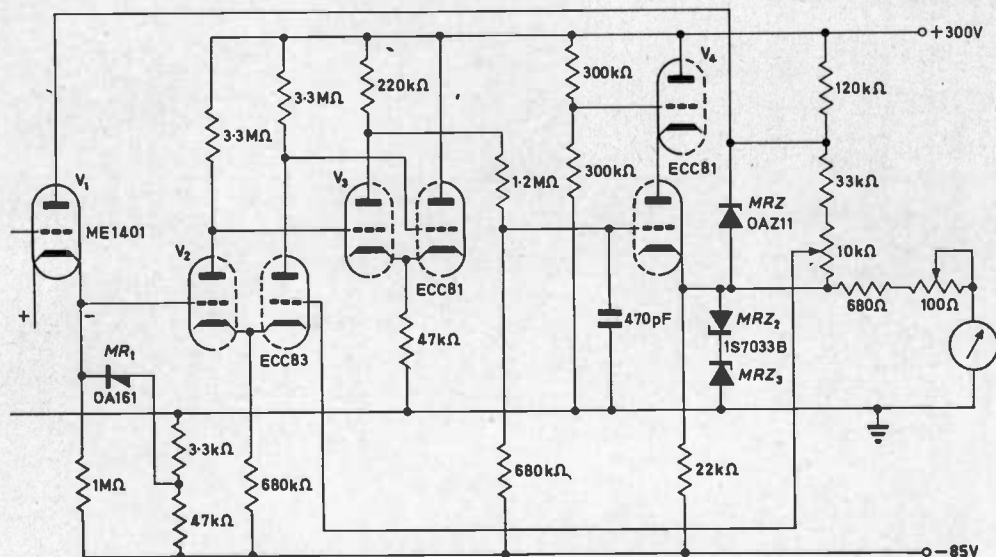 +300V
V4
300kΩ
3·3MΩ
220kΩ
120kΩ
3·3MΩ
V1
V3
300kΩ
ECC81
1·2MΩ
MRZ
OAZ11
33kΩ
ME1401
V2
10kΩ
+
−
ECC81
680Ω
100Ω
47kΩ
470pF
MRZ2
1S7033B
MRZ3
ECC83
MR1
OA161
3·3kΩ
1MΩ
680kΩ
680kΩ
22kΩ
47kΩ
−85V